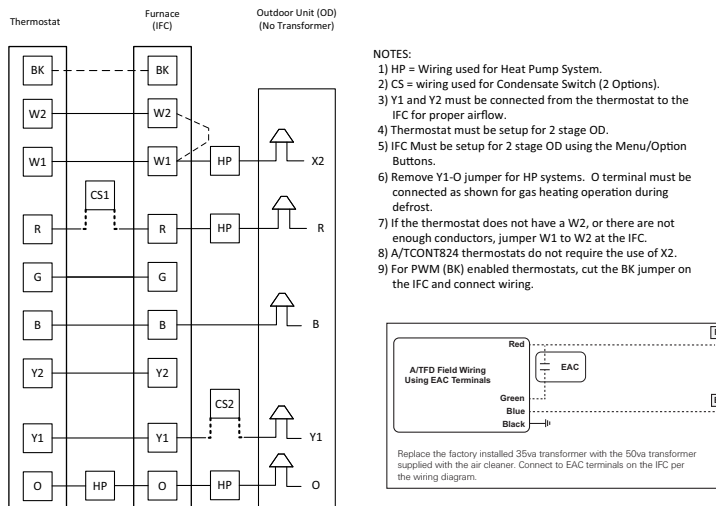 Thermostat
Furnace
(IFC)
Outdoor Unit (OD)
(No Transformer)
BK BK
W2 W2
W1 W1 HP X2
CS1
R R HP R
G G
B B B
Y2 Y2
CS2
Y1 Y1 Y1
O HP O HP O
NOTES:
1) HP = Wiring used for Heat Pump System.
2) CS = wiring used for Condensate Switch (2 Options).
3) Y1 and Y2 must be connected from the thermostat to the
IFC for proper airflow.
4) Thermostat must be setup for 2 stage OD.
5) IFC Must be setup for 2 stage OD using the Menu/Option
Buttons.
6) Remove Y1-O jumper for HP systems. O terminal must be
connected as shown for gas heating operation during
defrost.
7) If the thermostat does not have a W2, or there are not
enough conductors, jumper W1 to W2 at the IFC.
8) A/TCONT824 thermostats do not require the use of X2.
9) For PWM (BK) enabled thermostats, cut the BK jumper on
the IFC and connect wiring.
Red
A/TFD Field Wiring
Using EAC Terminals
EAC
Green
Blue
Black
Replace the factory installed 35va transformer with the 50va transformer
supplied with the air cleaner. Connect to EAC terminals on the IFC per
the wiring diagram.